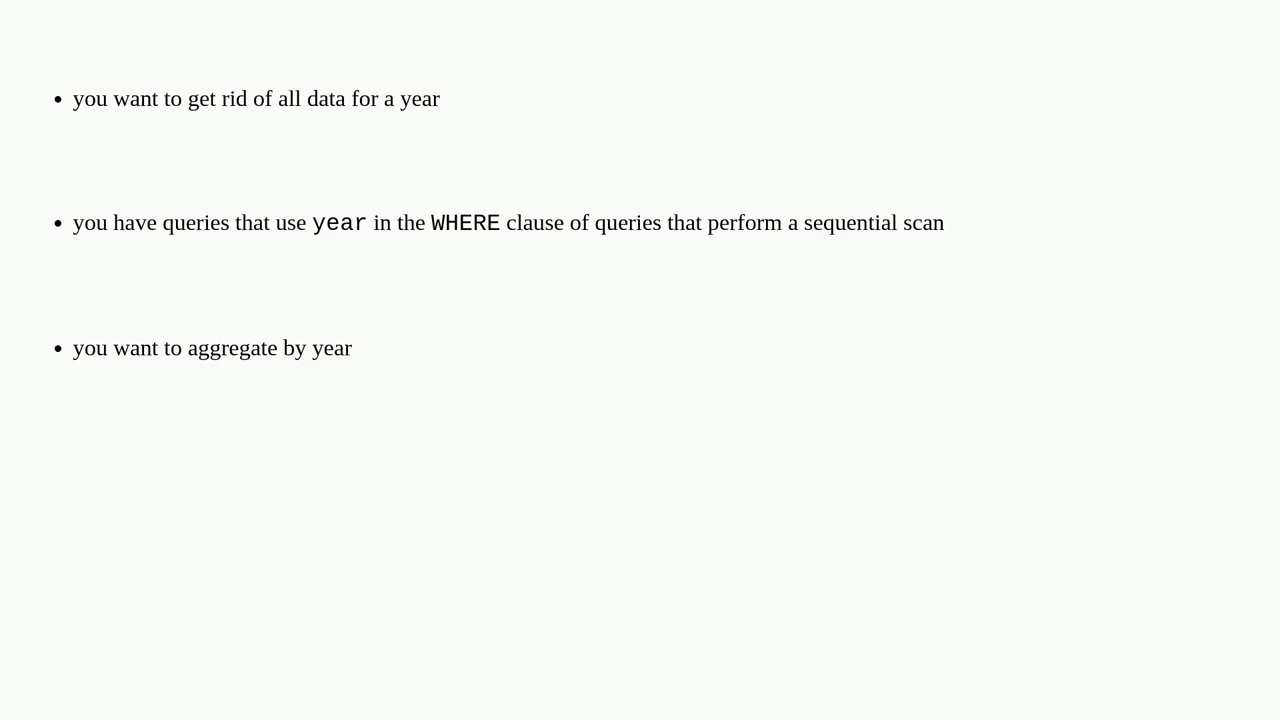 • you want to get rid of all data for a year
• you have queries that use year in the WHERE clause of queries that perform a sequential scan
• you want to aggregate by year